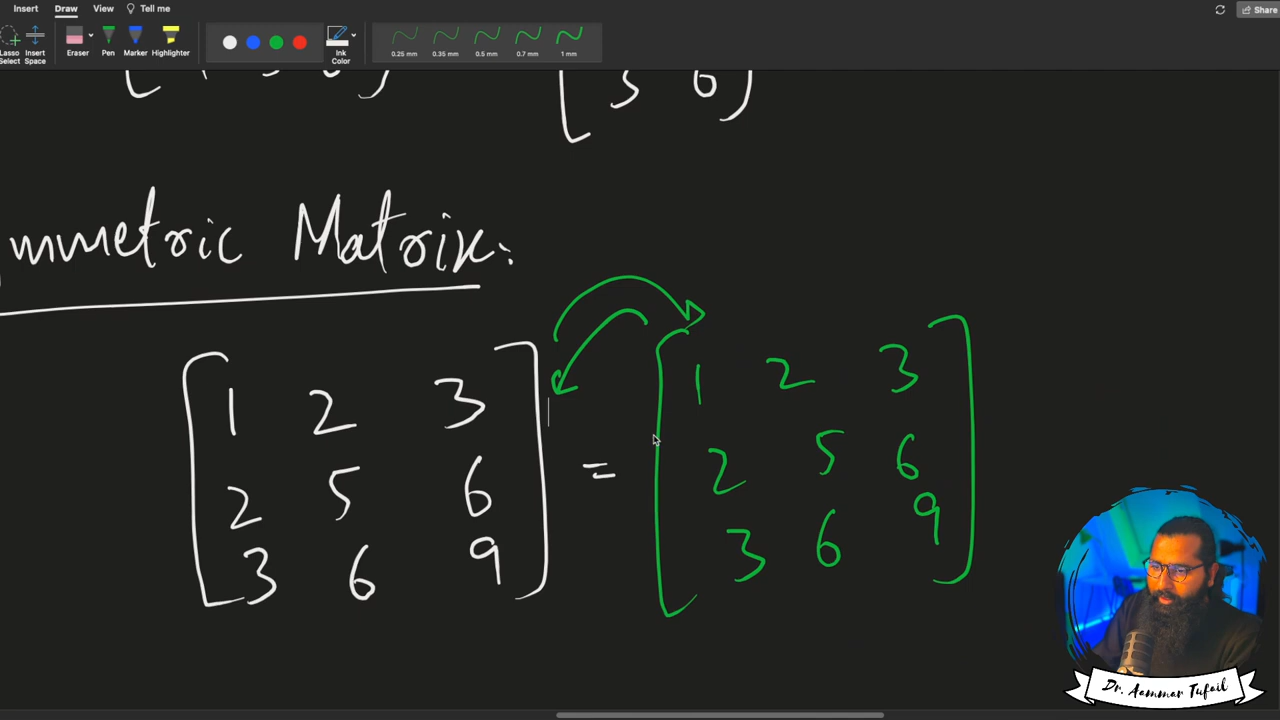 Insert Draw View Tell me Share
Lasso Select Insert Space Eraser Pen Marker Highlighter Ink Color 0.25 mm 0.35 mm 0.5 mm 0.7 mm 1 mm
3 6
mmetric Matrix:
1 2 3
2 5 6
3 6 9
=
1 2 3
2 5 6
3 6 9
Dr. Aammar Tufail